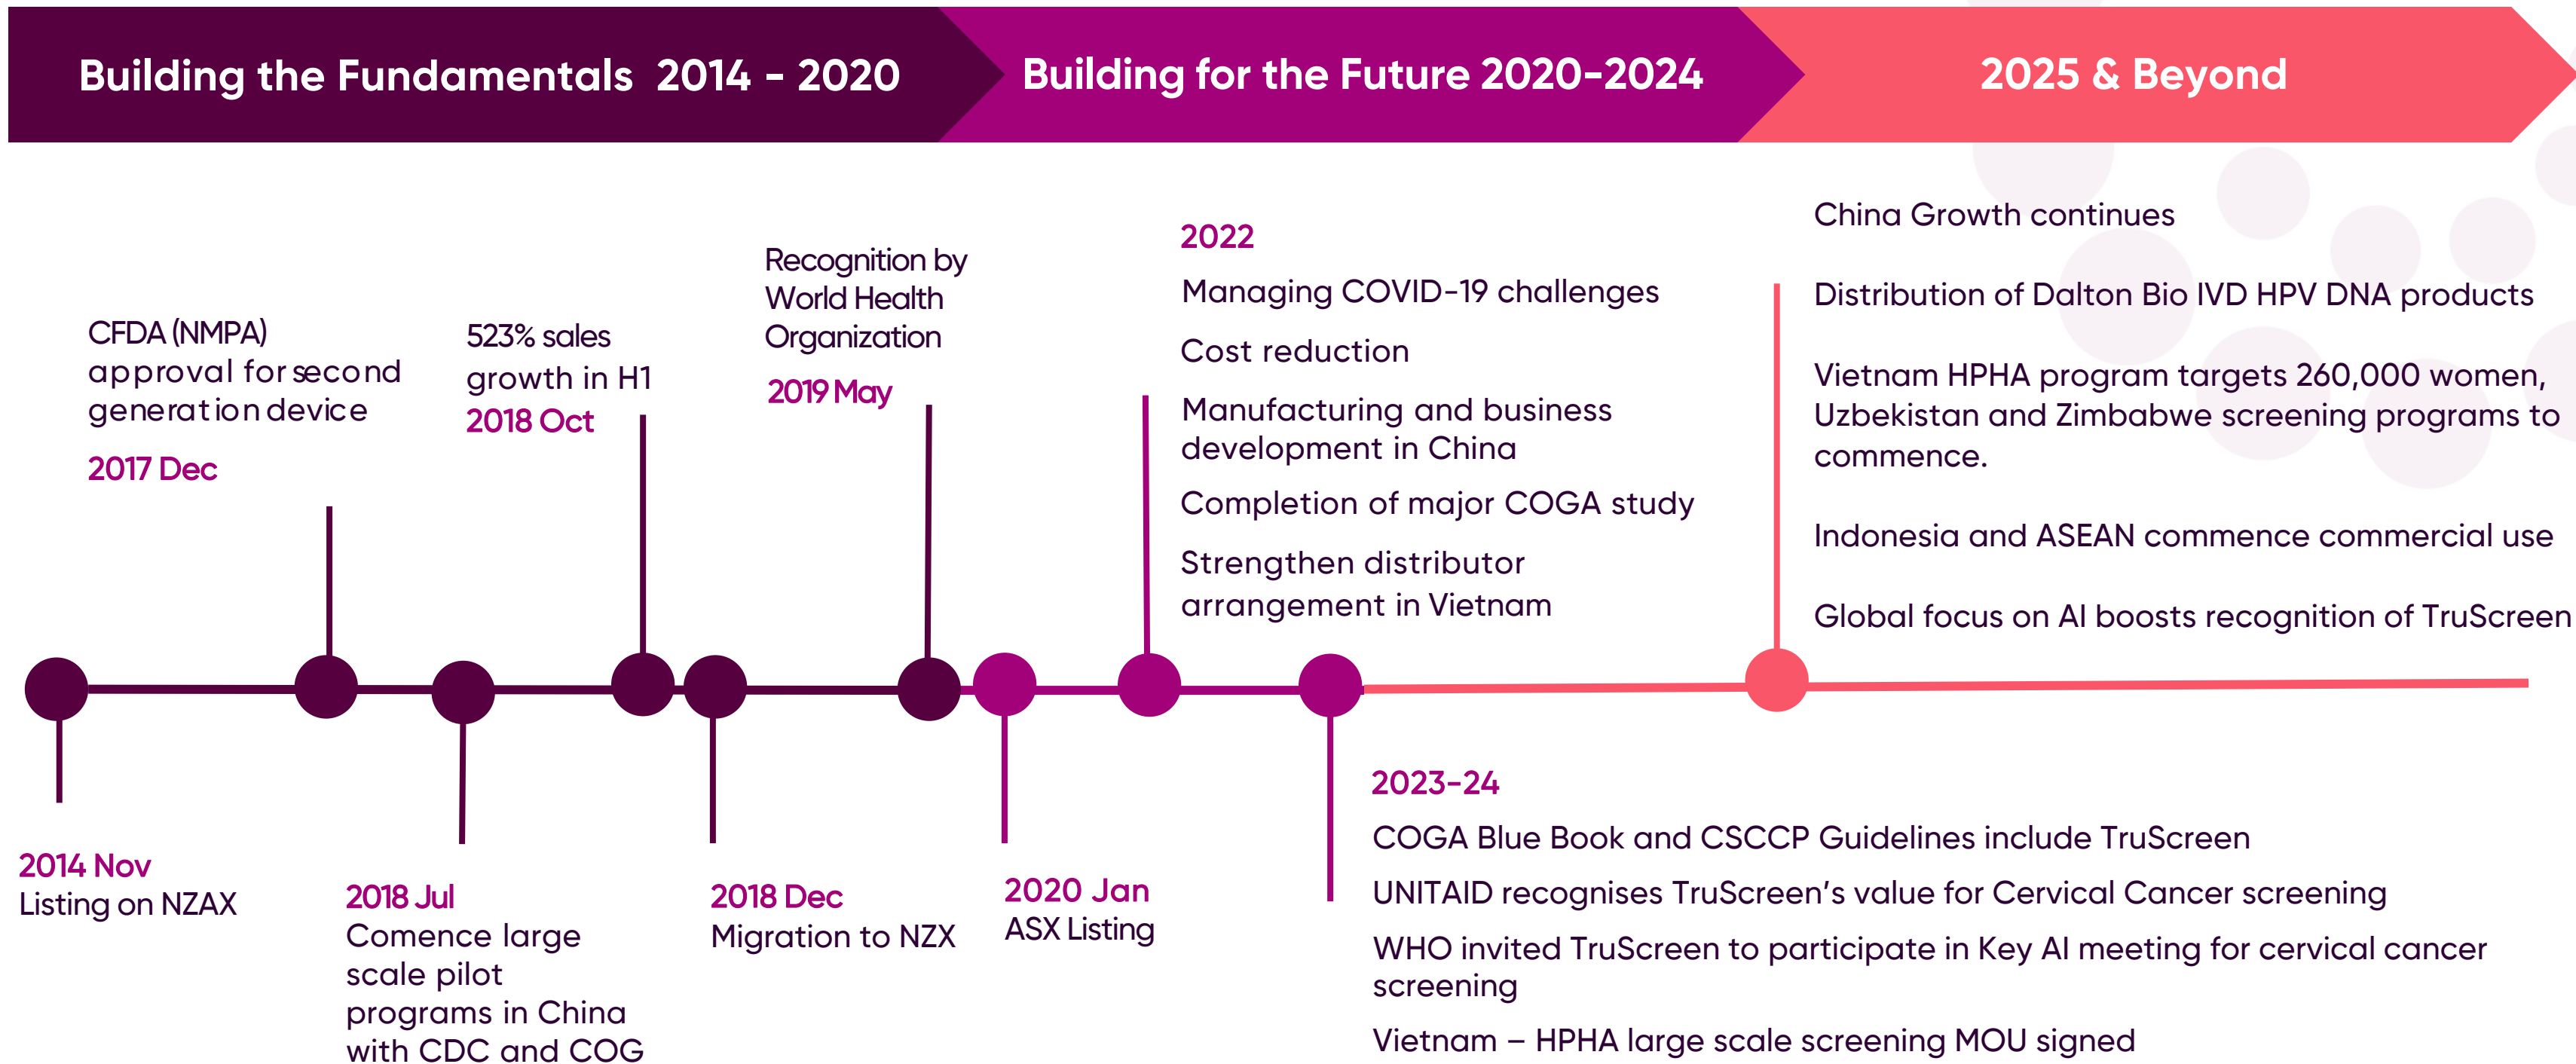 Building the Fundamentals 2014 - 2020
Building for the Future 2020-2024
2025 & Beyond
CFDA (NMPA)
approval for second
generation device
2017 Dec
523% sales
growth in H1
2018 Oct
Recognition by
World Health
Organization
2019 May
2022
Managing COVID-19 challenges
Cost reduction
Manufacturing and business
development in China
Completion of major COGA study
Strengthen distributor
arrangement in Vietnam
China Growth continues
Distribution of Dalton Bio IVD HPV DNA products
Vietnam HPHA program targets 260,000 women,
Uzbekistan and Zimbabwe screening programs to
commence.
Indonesia and ASEAN commence commercial use
Global focus on AI boosts recognition of TruScreen
2014 Nov
Listing on NZAX
2018 Jul
Comence large
scale pilot
programs in China
with CDC and COG
2018 Dec
Migration to NZX
2020 Jan
ASX Listing
2023-24
COGA Blue Book and CSCCP Guidelines include TruScreen
UNITAID recognises TruScreen's value for Cervical Cancer screening
WHO invited TruScreen to participate in Key AI meeting for cervical cancer
screening
Vietnam – HPHA large scale screening MOU signed